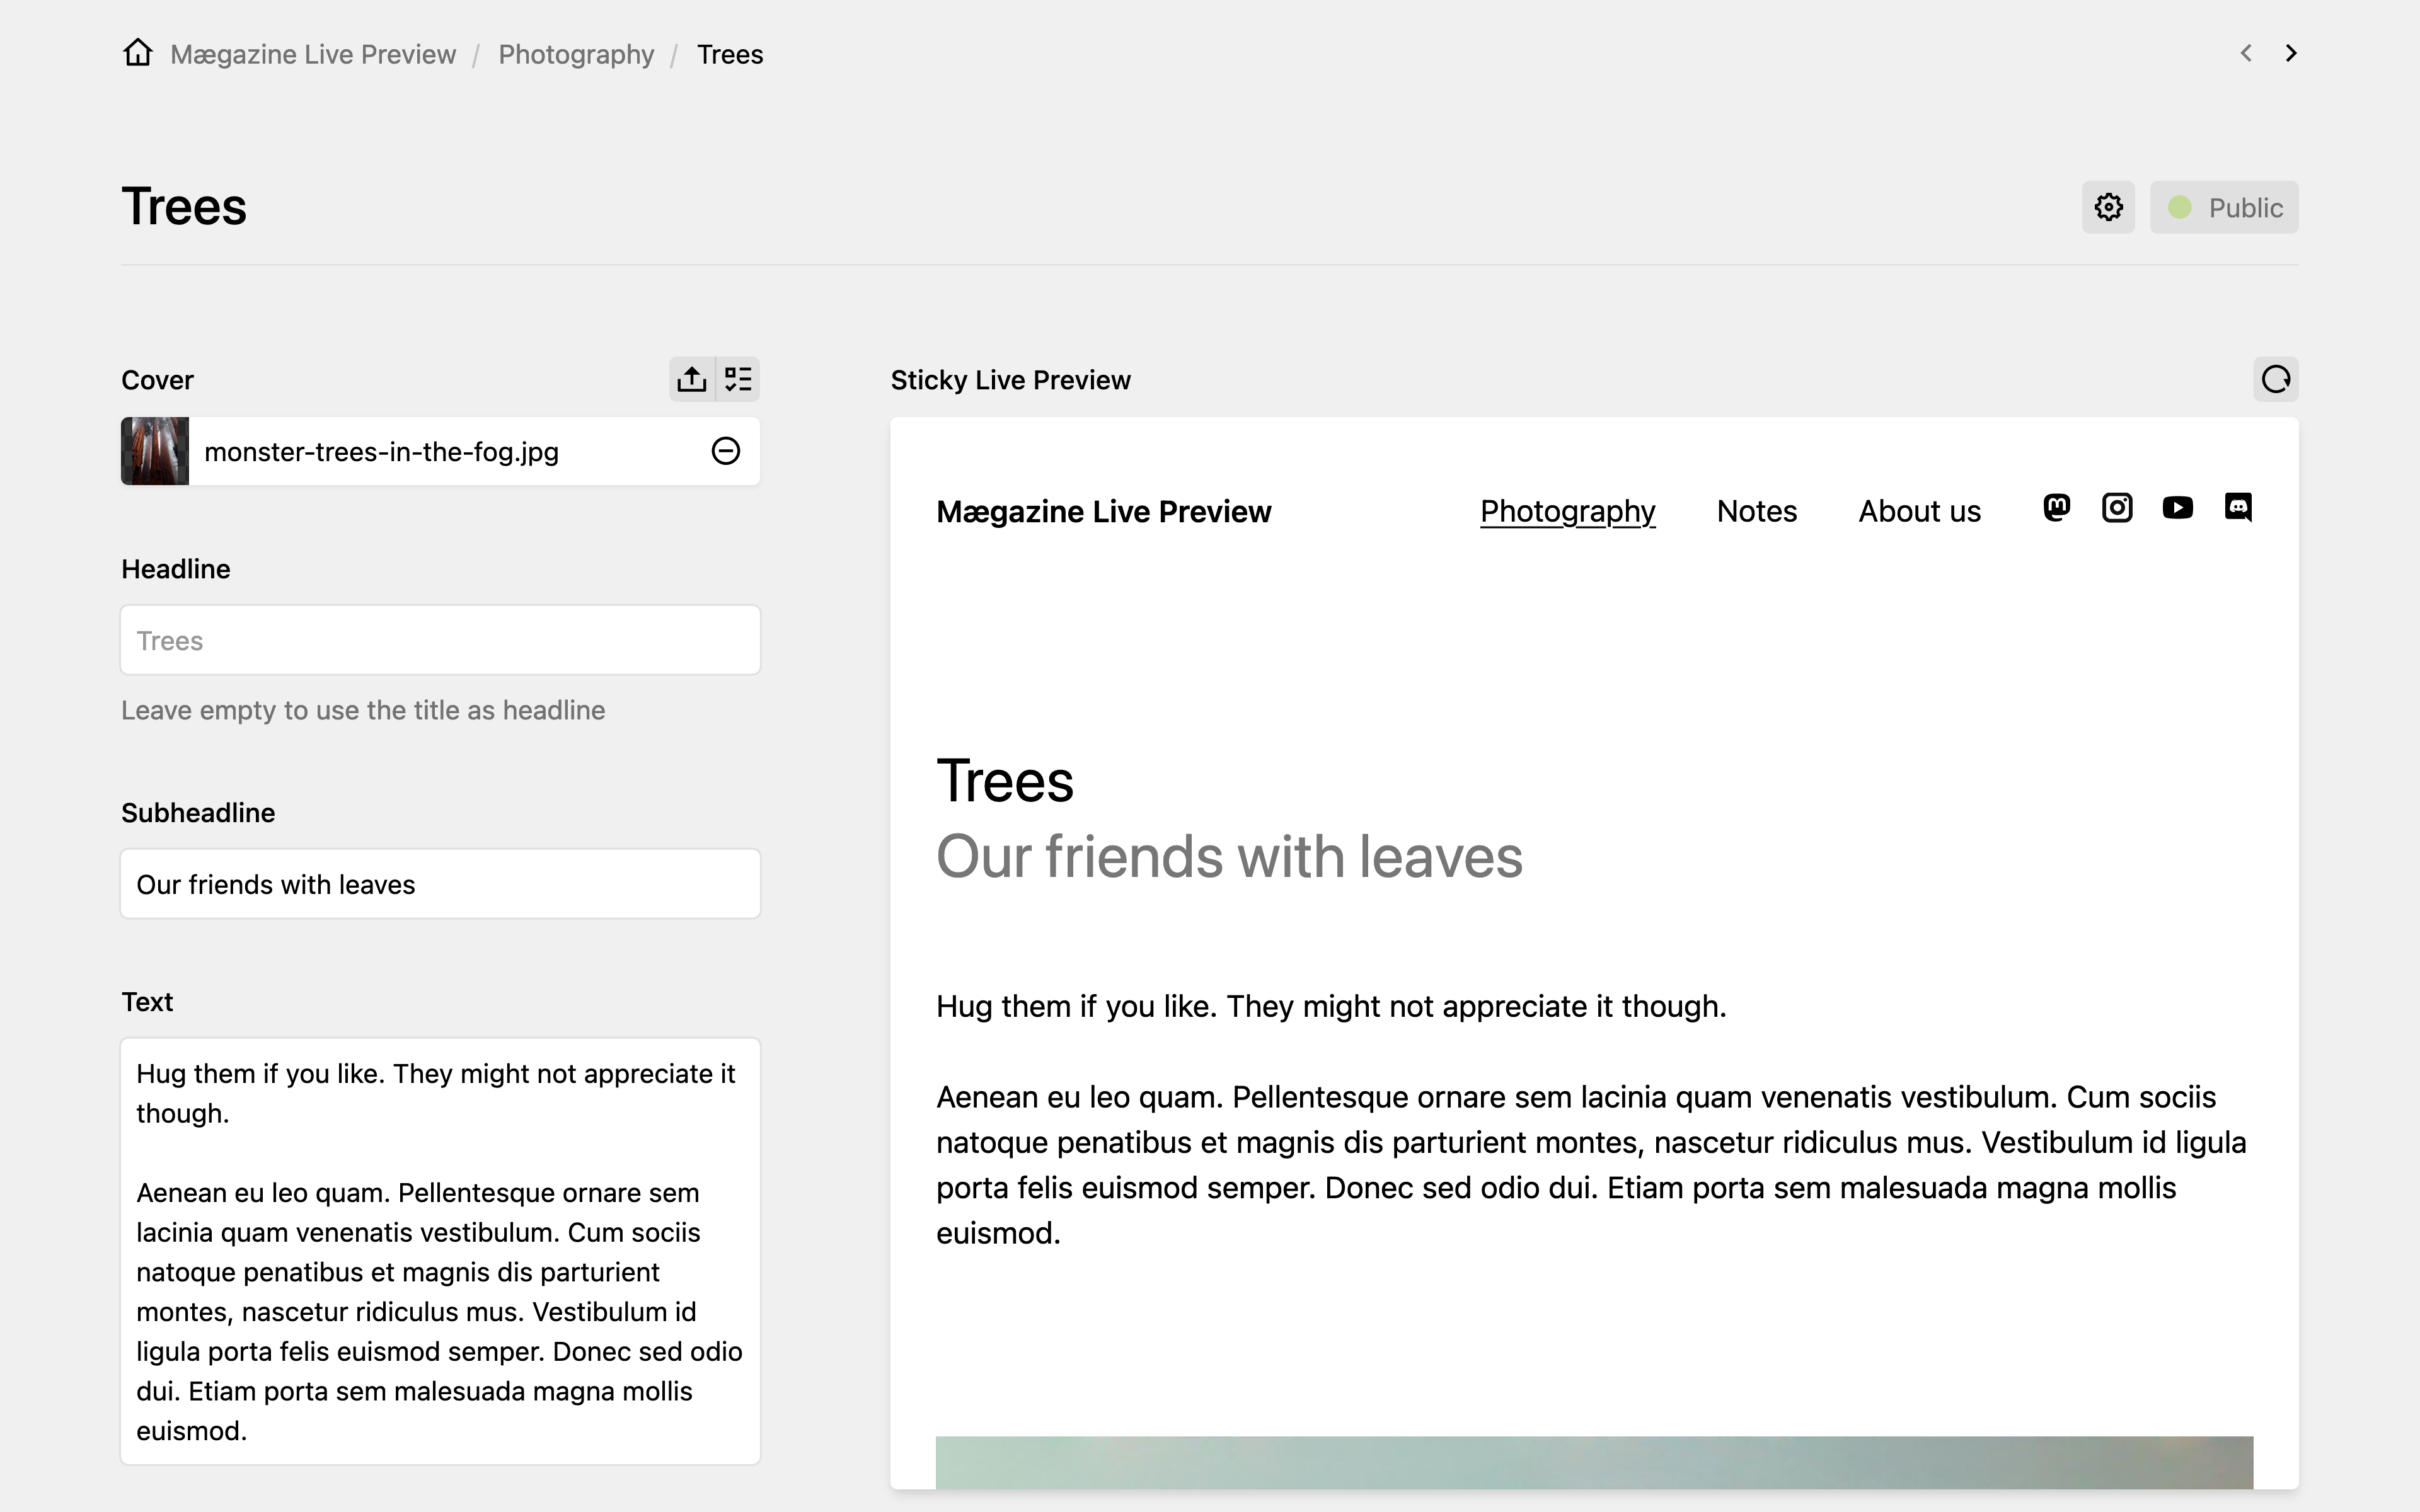 Mægazine Live Preview / Photography / Trees
Trees
Public
Cover
monster-trees-in-the-fog.jpg
Headline
Trees
Leave empty to use the title as headline
Subheadline
Our friends with leaves
Text
Hug them if you like. They might not appreciate it
though.
Aenean eu leo quam. Pellentesque ornare sem
lacinia quam venenatis vestibulum. Cum sociis
natoque penatibus et magnis dis parturient
montes, nascetur ridiculus mus. Vestibulum id
ligula porta felis euismod semper. Donec sed odio
dui. Etiam porta sem malesuada magna mollis
euismod.
Sticky Live Preview
Mægazine Live Preview Photography Notes About us
Trees
Our friends with leaves
Hug them if you like. They might not appreciate it though.
Aenean eu leo quam. Pellentesque ornare sem lacinia quam venenatis vestibulum. Cum sociis
natoque penatibus et magnis dis parturient montes, nascetur ridiculus mus. Vestibulum id ligula
porta felis euismod semper. Donec sed odio dui. Etiam porta sem malesuada magna mollis
euismod.